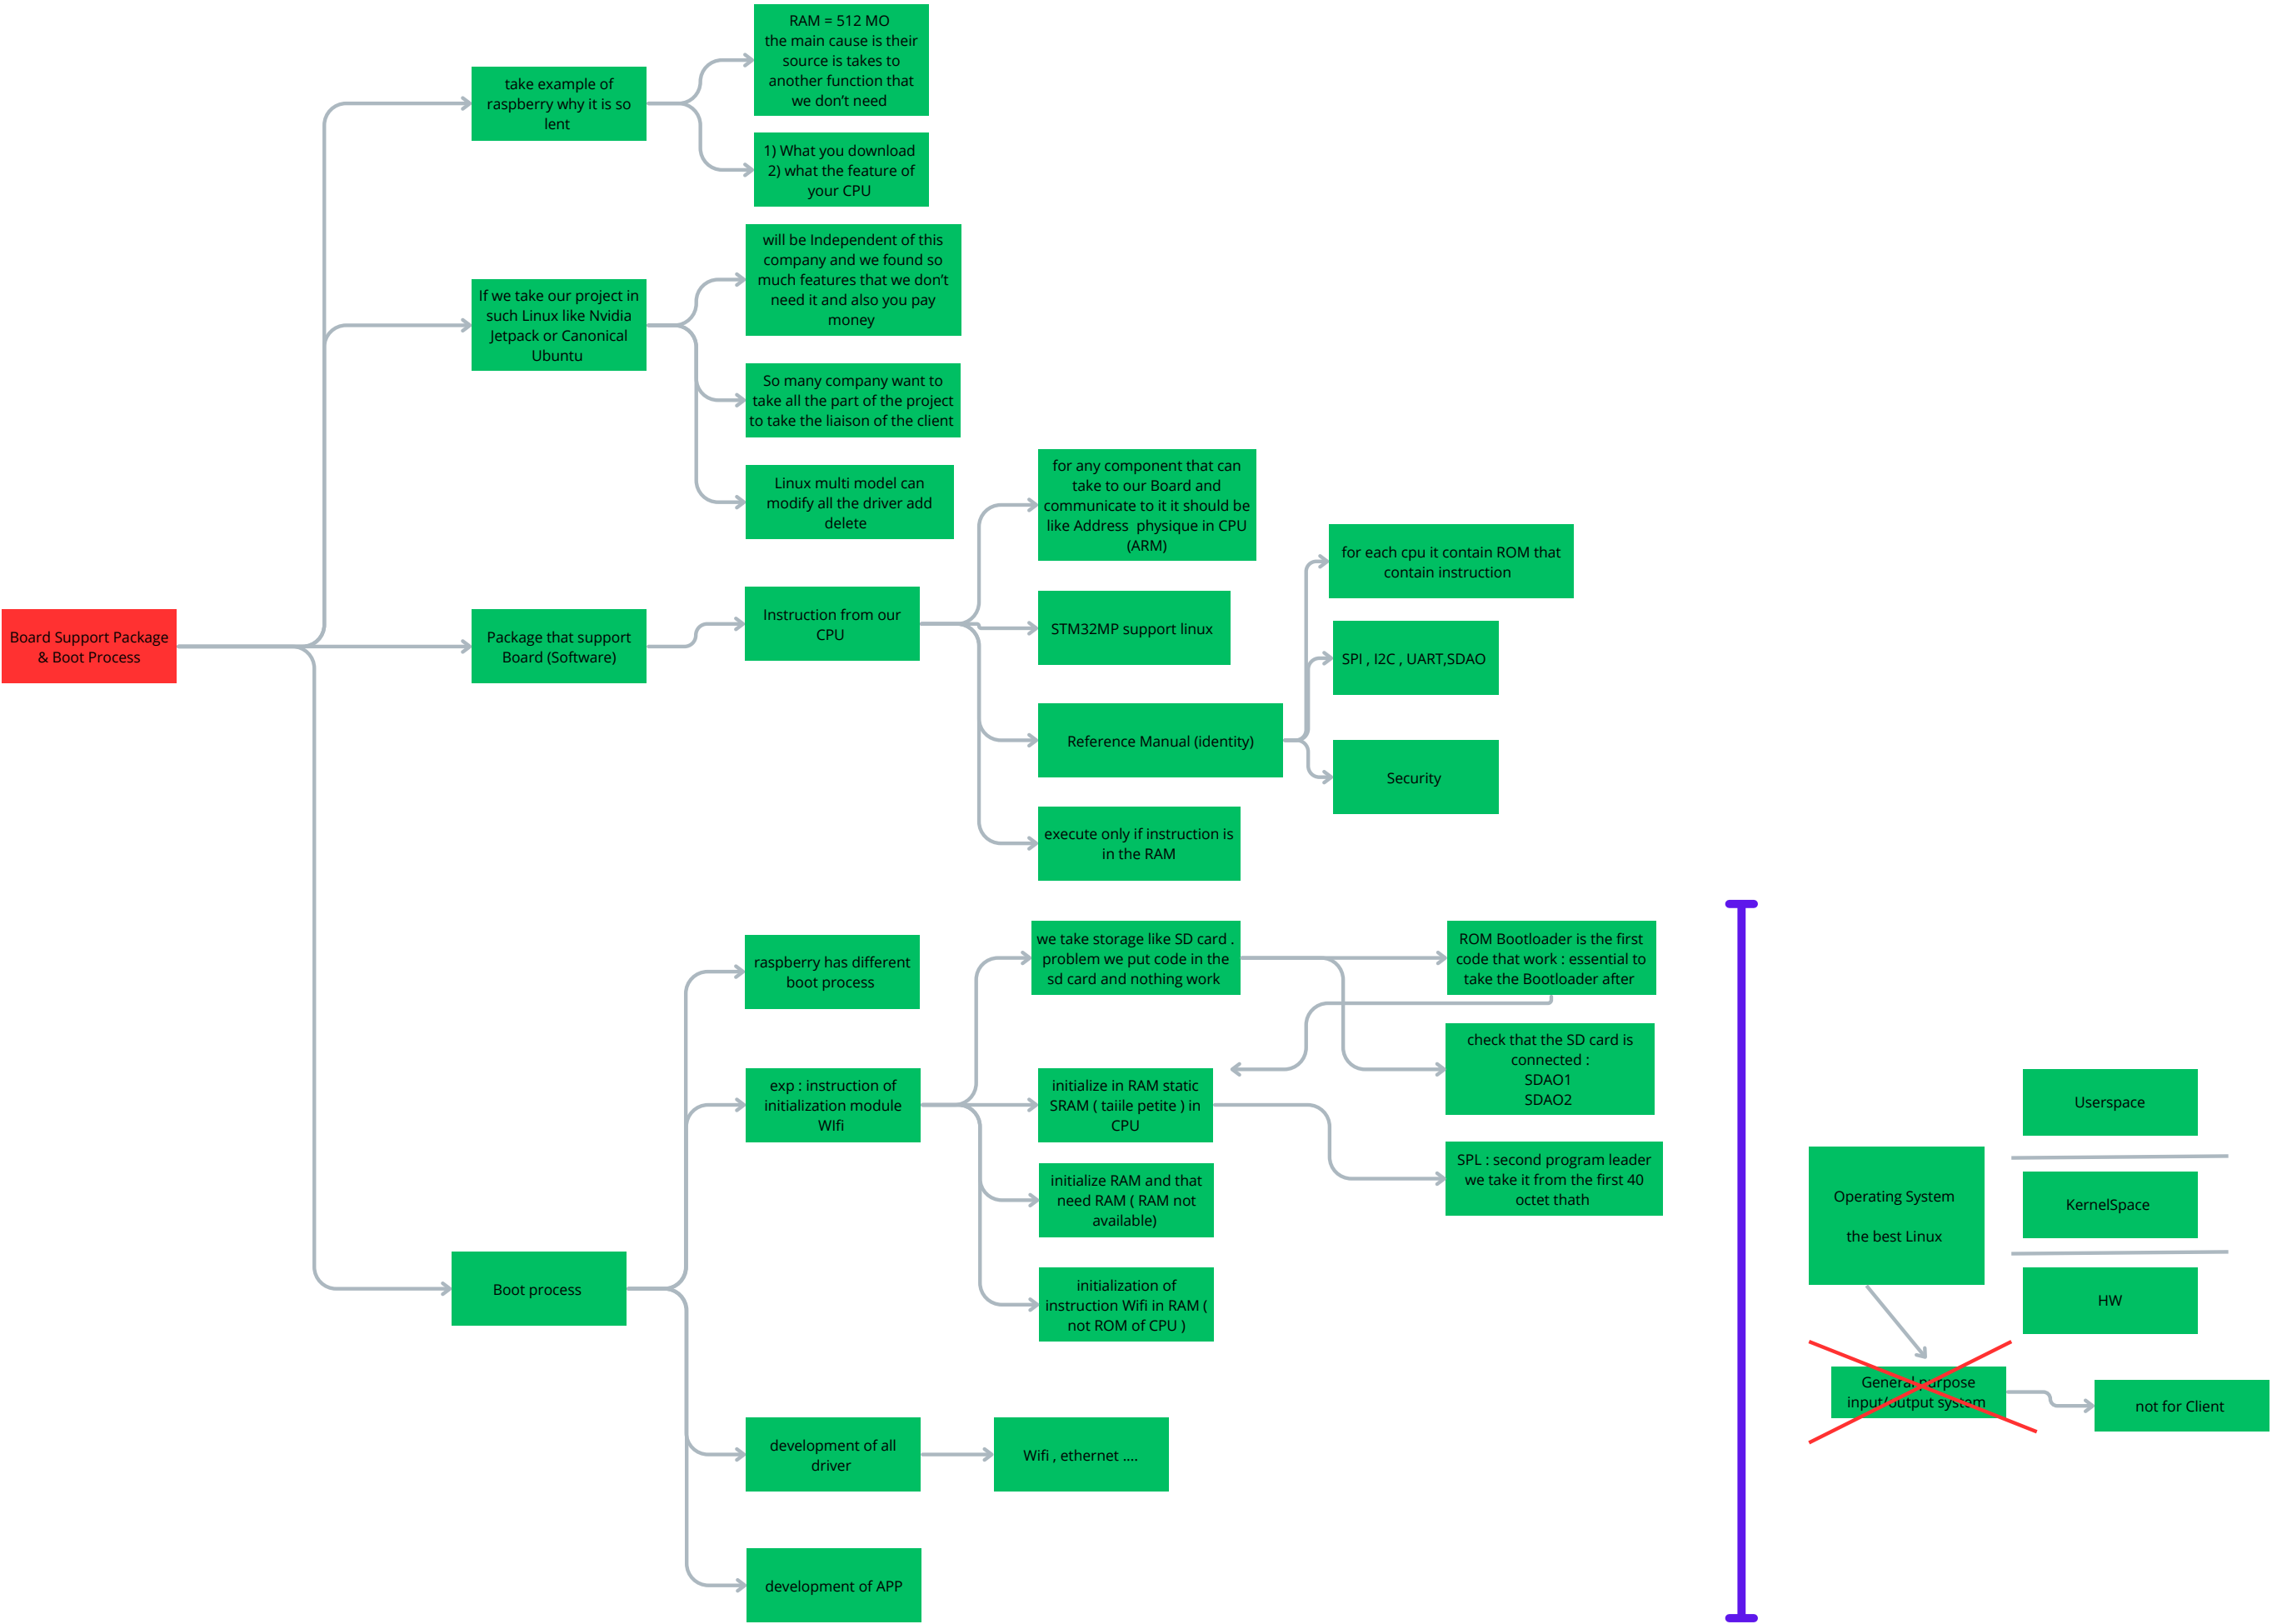 RAM = 512 MO
the main cause is their
source is takes to
another function that
we don't need
take example of
raspberry why it is so
lent
1) What you download
2) what the feature of
your CPU
will be Independent of this
company and we found so
much features that we don't
need it and also you pay
money
If we take our project in
such Linux like Nvidia
Jetpack or Canonical
Ubuntu
So many company want to
take all the part of the project
to take the liaison of the client
Linux multi model can
modify all the driver add
delete
for any component that can
take to our Board and
communicate to it it should be
like Address physique in CPU
(ARM)
for each cpu it contain ROM that
contain instruction
Board Support Package
& Boot Process
Package that support
Board (Software)
Instruction from our
CPU
STM32MP support linux
SPI , I2C , UART,SDAO
Reference Manual (identity)
Security
execute only if instruction is
in the RAM
raspberry has different
boot process
we take storage like SD card .
problem we put code in the
sd card and nothing work
ROM Bootloader is the first
code that work : essential to
take the Bootloader after
check that the SD card is
connected :
SDAO1
SDAO2
exp : instruction of
initialization module
WIfi
initialize in RAM static
SRAM ( taiile petite ) in
CPU
SPL : second program leader
we take it from the first 40
octet thath
initialize RAM and that
need RAM ( RAM not
available)
Boot process
initialization of
instruction Wifi in RAM (
not ROM of CPU )
development of all
driver
Wifi , ethernet ....
development of APP
Userspace
Operating System
the best Linux
KernelSpace
HW
General purpose
input/output system
not for Client